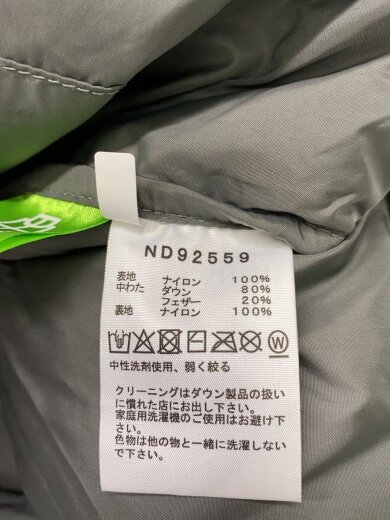 ND92559
表地 ナイロン 100%
中わた ダウン 80%
フェザー 20%
裏地 ナイロン 100%
中性洗剤使用、弱く絞る
クリーニングはダウン製品の扱い
に慣れた店にお出し下さい。
家庭用洗濯機のご使用はお避け下
さい。
色物は他の物と一緒に洗濯しない
で下さい。